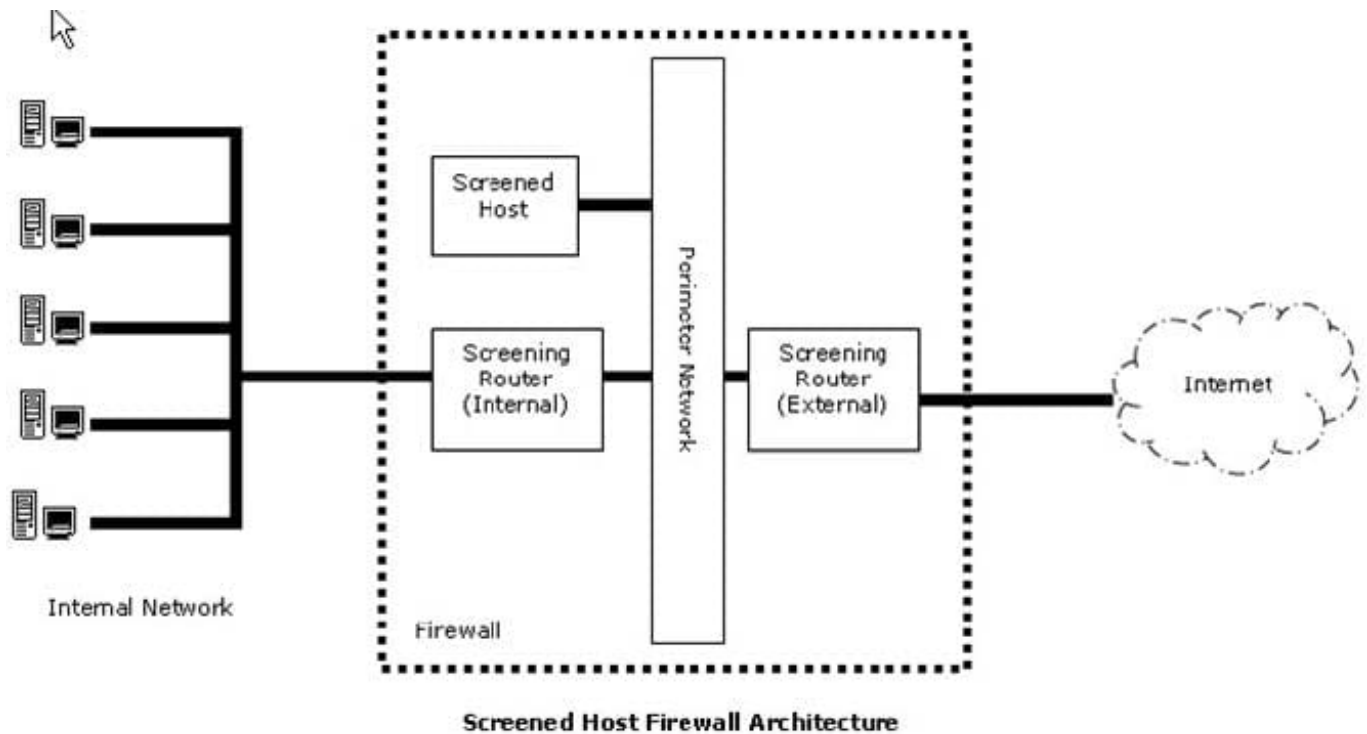 Screened
Host
Screening
Router
(Internal)
Perimeter Network
Screening
Router
(External)
Internet
Internal Network
Firewall
Screened Host Firewall Architecture